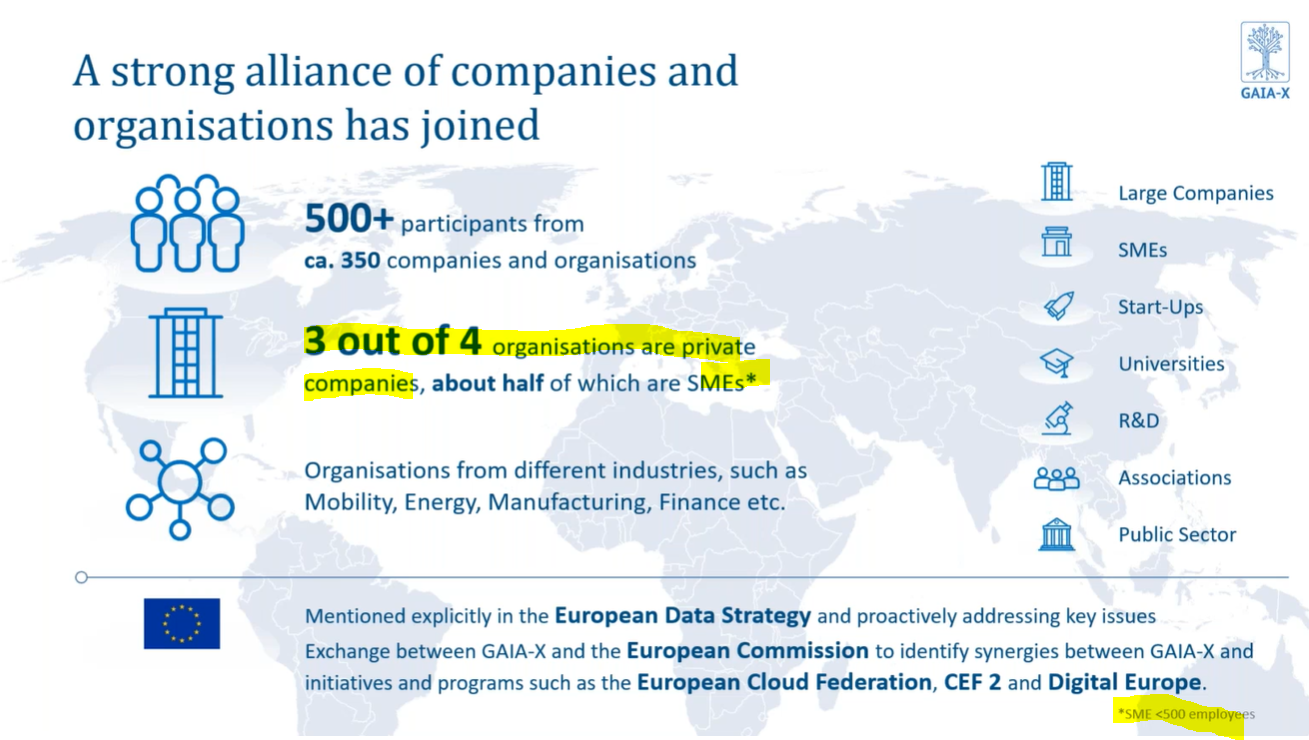 A strong alliance of companies and
organisations has joined
GAIA-X
500+ participants from
ca. 350 companies and organisations
3 out of 4 organisations are private
companies, about half of which are SMEs*
Organisations from different industries, such as
Mobility, Energy, Manufacturing, Finance etc.
Large Companies
SMEs
Start-Ups
Universities
R&D
Associations
Public Sector
Mentioned explicitly in the European Data Strategy and proactively addressing key issues
Exchange between GAIA-X and the European Commission to identify synergies between GAIA-X and
initiatives and programs such as the European Cloud Federation, CEF 2 and Digital Europe.
*SME <500 employees